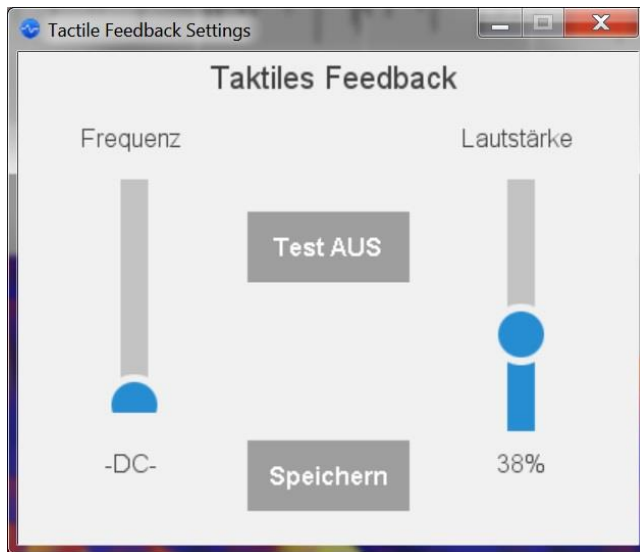 Tactile Feedback Settings
Taktiles Feedback
Frequenz
Lautstärke
Test AUS
-DC-
38%
Speichern